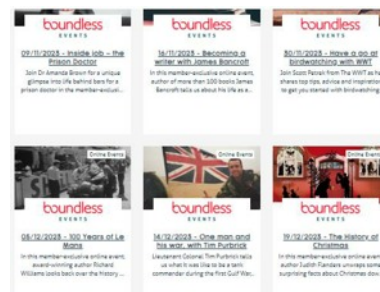 boundless
EVENTS
09/11/2023 - Inside job - the
Prison Doctor
Join Dr Amanda Brown for a unique
glimpse into life behind bars for a
prison doctor in the member-exclusi...
boundless
EVENTS
16/11/2023 - Becoming a
writer with James Bancroft
In this member-exclusive online event,
author of more than 100 books James
Bancroft tells us about his life as a...
boundless
EVENTS
30/11/2023 - Have a go at
birdwatching with WWT
Join Scott Petrek from The WWT as he
shares top tips, advice and inspiration
to get you started with birdwatching
boundless
EVENTS
08/12/2023 - 100 Years of Le
Mans
In this member-exclusive online event,
award-winning author Richard
Williams looks back over the history ...
Online Events
boundless
EVENTS
14/12/2023 - One man and
his war, with Tim Purbrick
Lieutenant Colonel Tim Purbrick tells
us what it was like to be a tank
commander during the first Gulf War...
Online Events
boundless
EVENTS
19/12/2023 - The History of
Christmas
In this member-exclusive online event
author Judith Flanders unwraps some
surprising facts about Christmas dow
Online Events